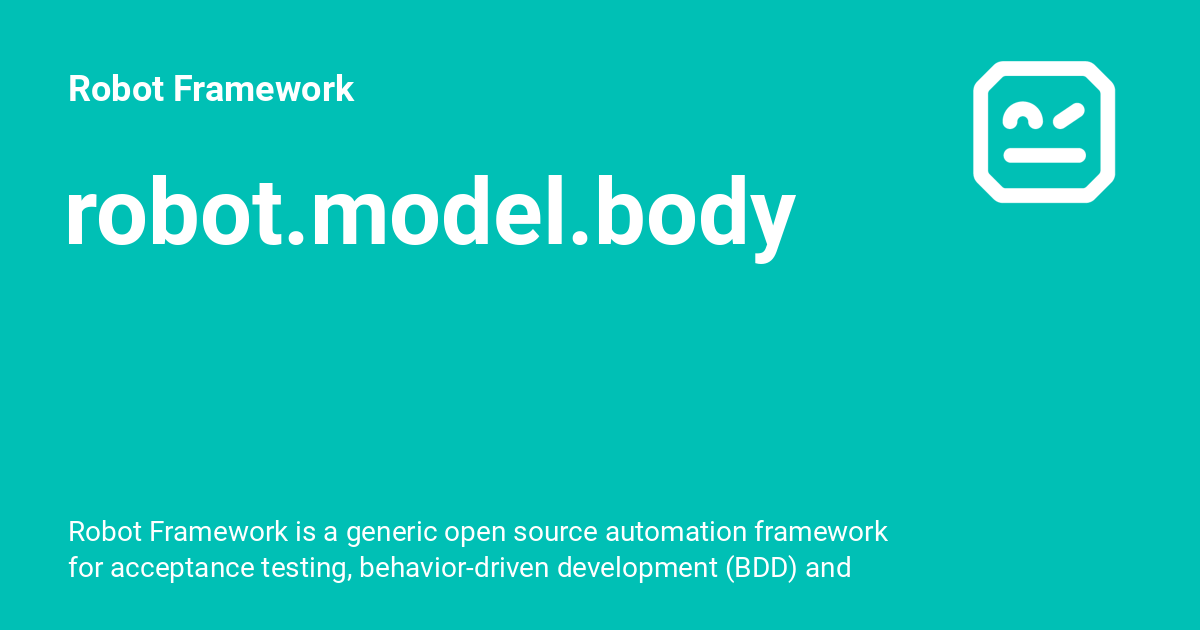 Robot Framework
robot.model.body
Robot Framework is a generic open source automation framework
for acceptance testing, behavior-driven development (BDD) and